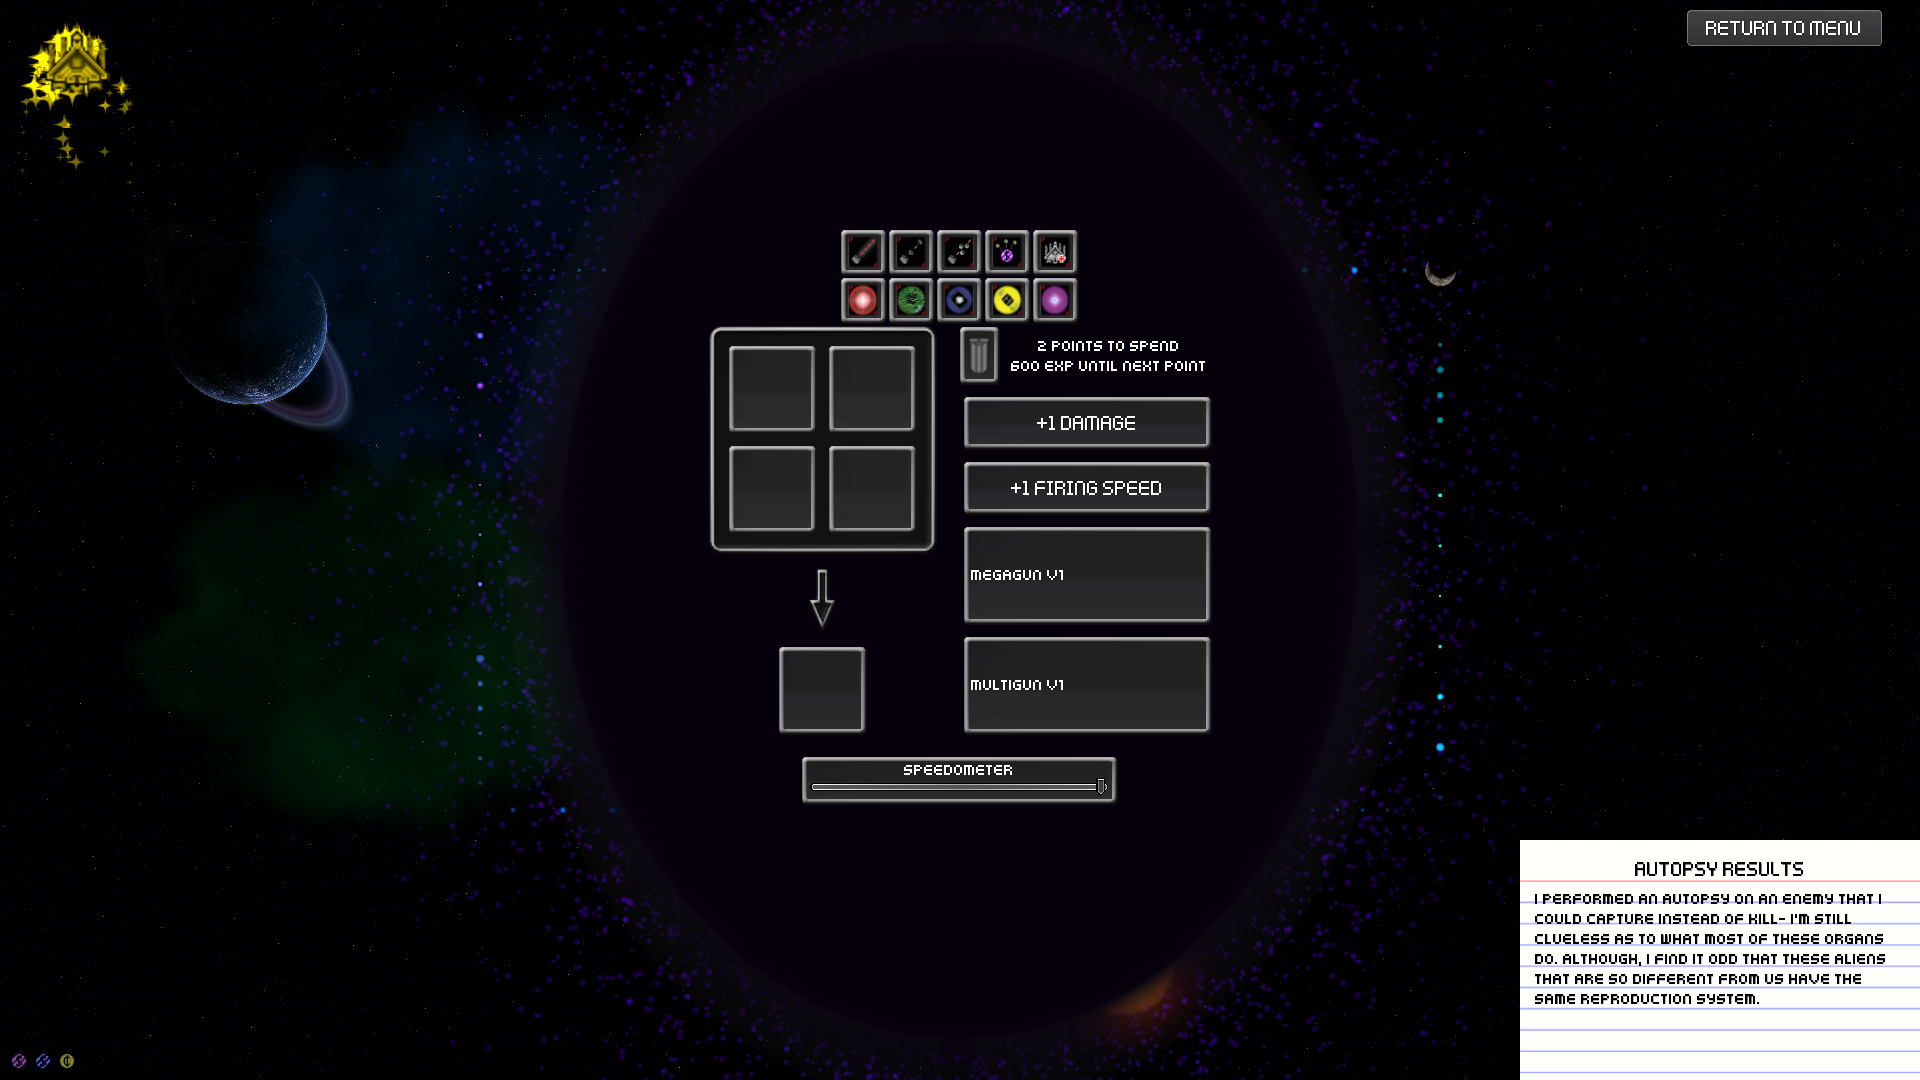 RETURN TO MENU
2 POINTS TO SPEND
600 EXP UNTIL NEXT POINT
+1 DAMAGE
+1 FIRING SPEED
MEGAGUN V1
MULTIGUN V1
SPEEDOMETER
AUTOPSY RESULTS
I PERFORMED AN AUTOPSY ON AN ENEMY THAT I
COULD CAPTURE INSTEAD OF KILL- I'M STILL
CLUELESS AS TO WHAT MOST OF THESE ORGANS
DO. ALTHOUGH, I FIND IT ODD THAT THESE ALIENS
THAT ARE SO DIFFERENT FROM US HAVE THE
SAME REPRODUCTION SYSTEM.